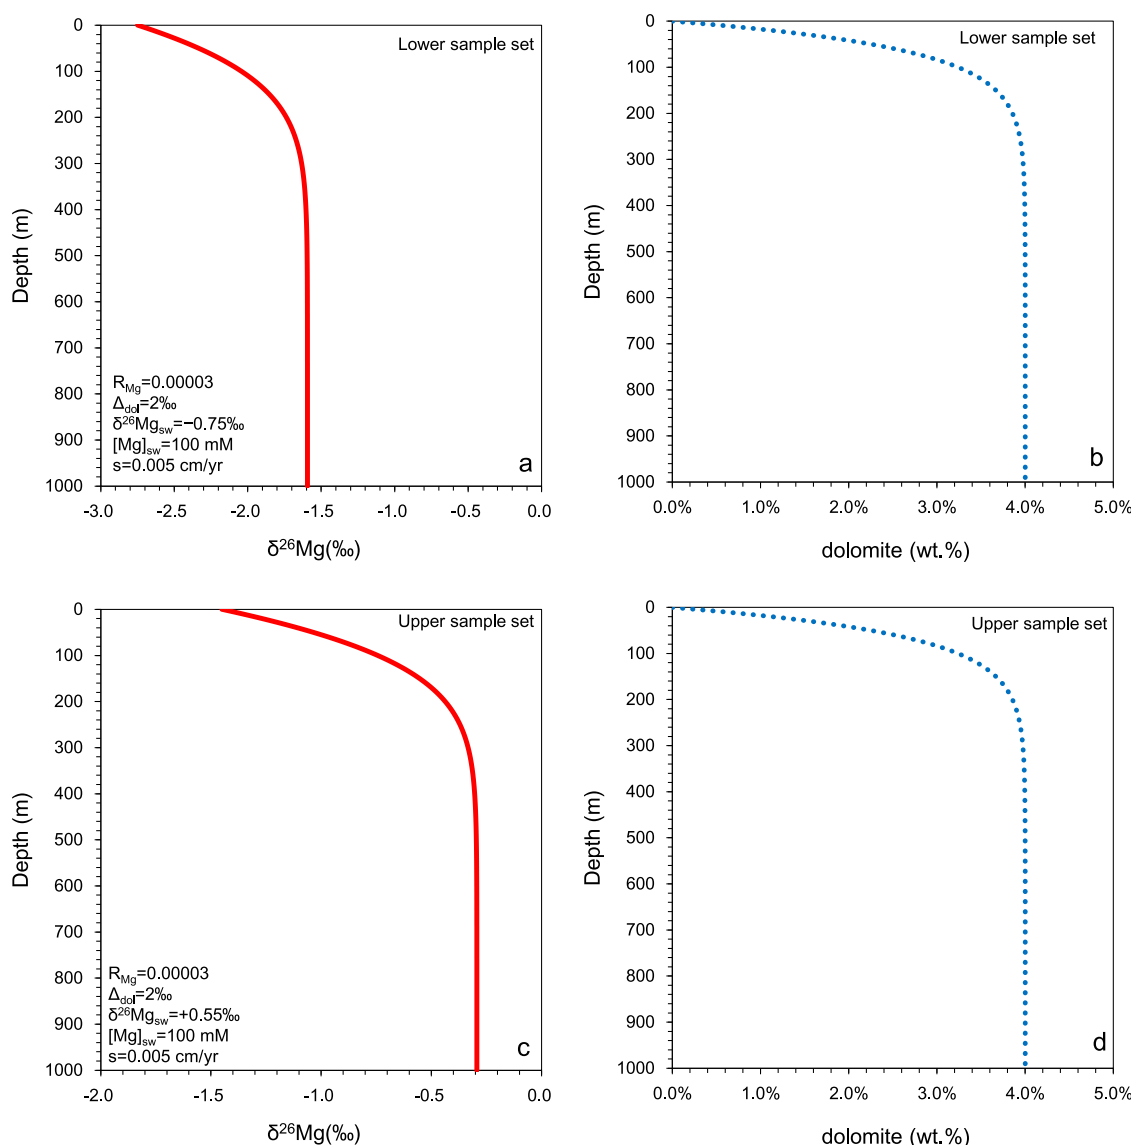 Lower sample set
0
100
200
300
400
500
600
700
800
900
1000
Depth (m)
R_Mg=0.00003
Δ_dol=2‰
δ²⁶Mg_sw=−0.75‰
[Mg]_sw=100 mM
s=0.005 cm/yr
a
-3.0 -2.5 -2.0 -1.5 -1.0 -0.5 0.0
δ²⁶Mg(‰)
Lower sample set
0
100
200
300
400
500
600
700
800
900
1000
Depth (m)
b
0.0% 1.0% 2.0% 3.0% 4.0% 5.0%
dolomite (wt.%)
Upper sample set
0
100
200
300
400
500
600
700
800
900
1000
Depth (m)
R_Mg=0.00003
Δ_dol=2‰
δ²⁶Mg_sw=+0.55‰
[Mg]_sw=100 mM
s=0.005 cm/yr
c
-2.0 -1.5 -1.0 -0.5 0.0
δ²⁶Mg(‰)
Upper sample set
0
100
200
300
400
500
600
700
800
900
1000
Depth (m)
d
0.0% 1.0% 2.0% 3.0% 4.0% 5.0%
dolomite (wt.%)